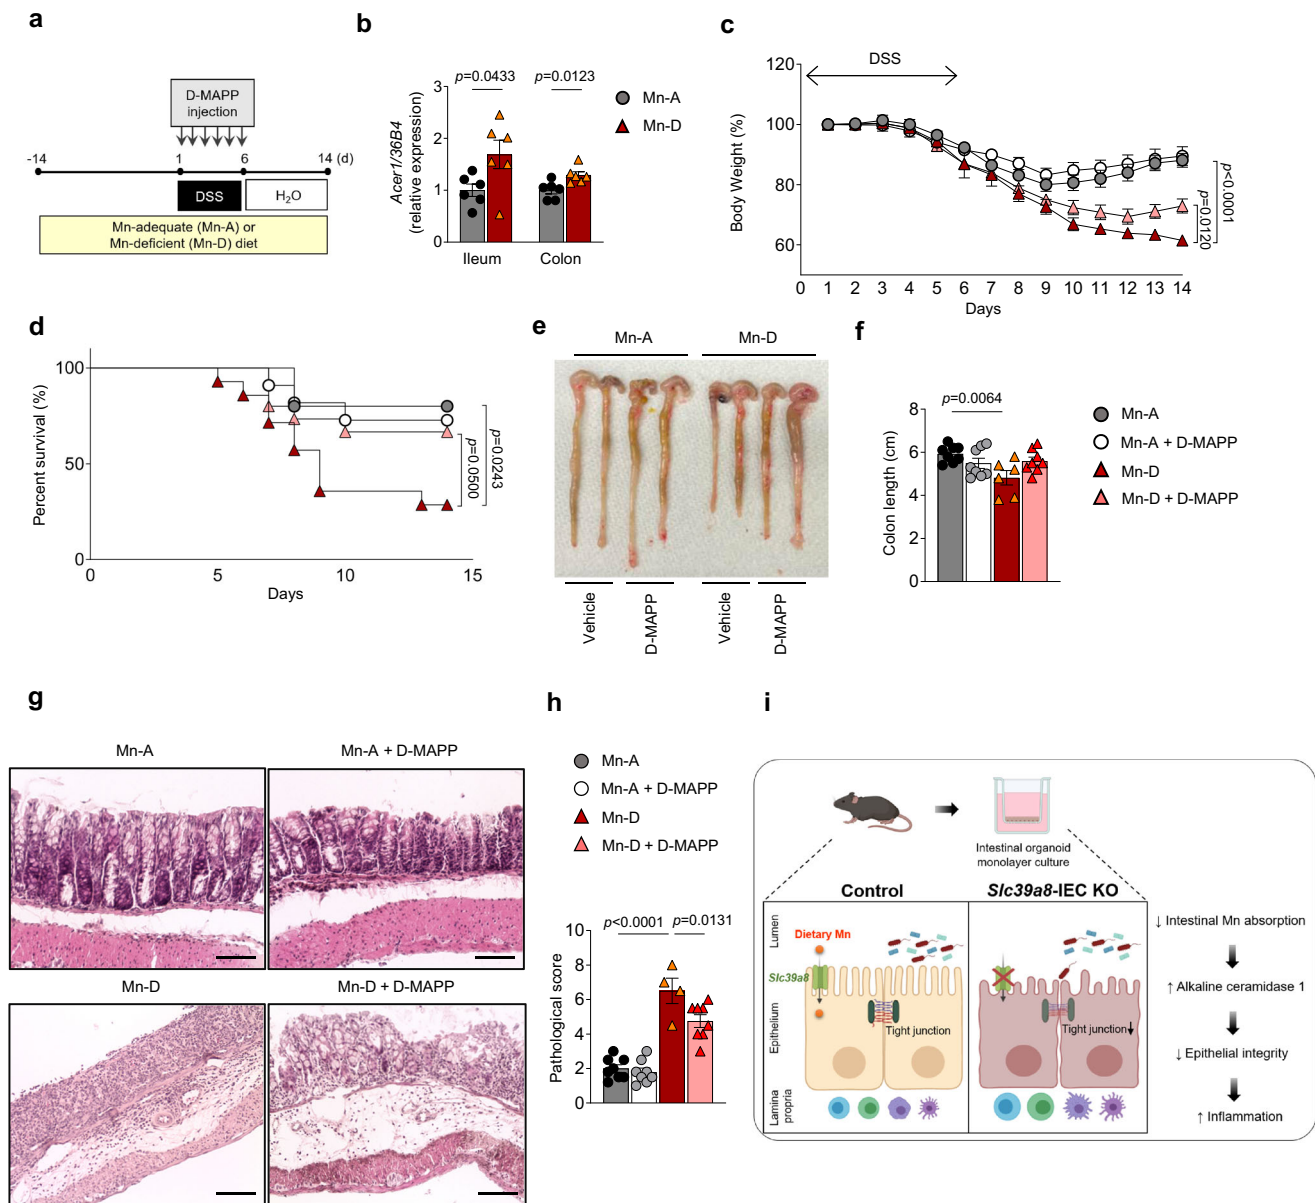 a
D-MAPP
injection
-14
1
6
14 (d)
DSS
H₂O
Mn-adequate (Mn-A) or
Mn-deficient (Mn-D) diet
b
p=0.0433
p=0.0123
Mn-A
Mn-D
Acer1/36B4
(relative expression)
3
2
1
0
Ileum
Colon
c
DSS
Body Weight (%)
120
100
80
60
0 1 2 3 4 5 6 7 8 9 10 11 12 13 14
Days
p<0.0001
p=0.0120
d
Percent survival (%)
100
50
0
0
5
10
15
Days
p=0.0500
p=0.0243
e
Mn-A
Mn-D
Vehicle
D-MAPP
Vehicle
D-MAPP
f
p=0.0064
Colon length (cm)
8
6
4
2
0
Mn-A
Mn-A + D-MAPP
Mn-D
Mn-D + D-MAPP
g
Mn-A
Mn-A + D-MAPP
Mn-D
Mn-D + D-MAPP
h
Mn-A
Mn-A + D-MAPP
Mn-D
Mn-D + D-MAPP
p<0.0001
p=0.0131
Pathological score
10
8
6
4
2
0
i
Intestinal organoid
monolayer culture
Control
Slc39a8-IEC KO
Lumen
Epithelium
Lamina
propria
Dietary Mn
Slc39a8
Tight junction
Tight junction↓
↓ Intestinal Mn absorption
↑ Alkaline ceramidase 1
↓ Epithelial integrity
↑ Inflammation